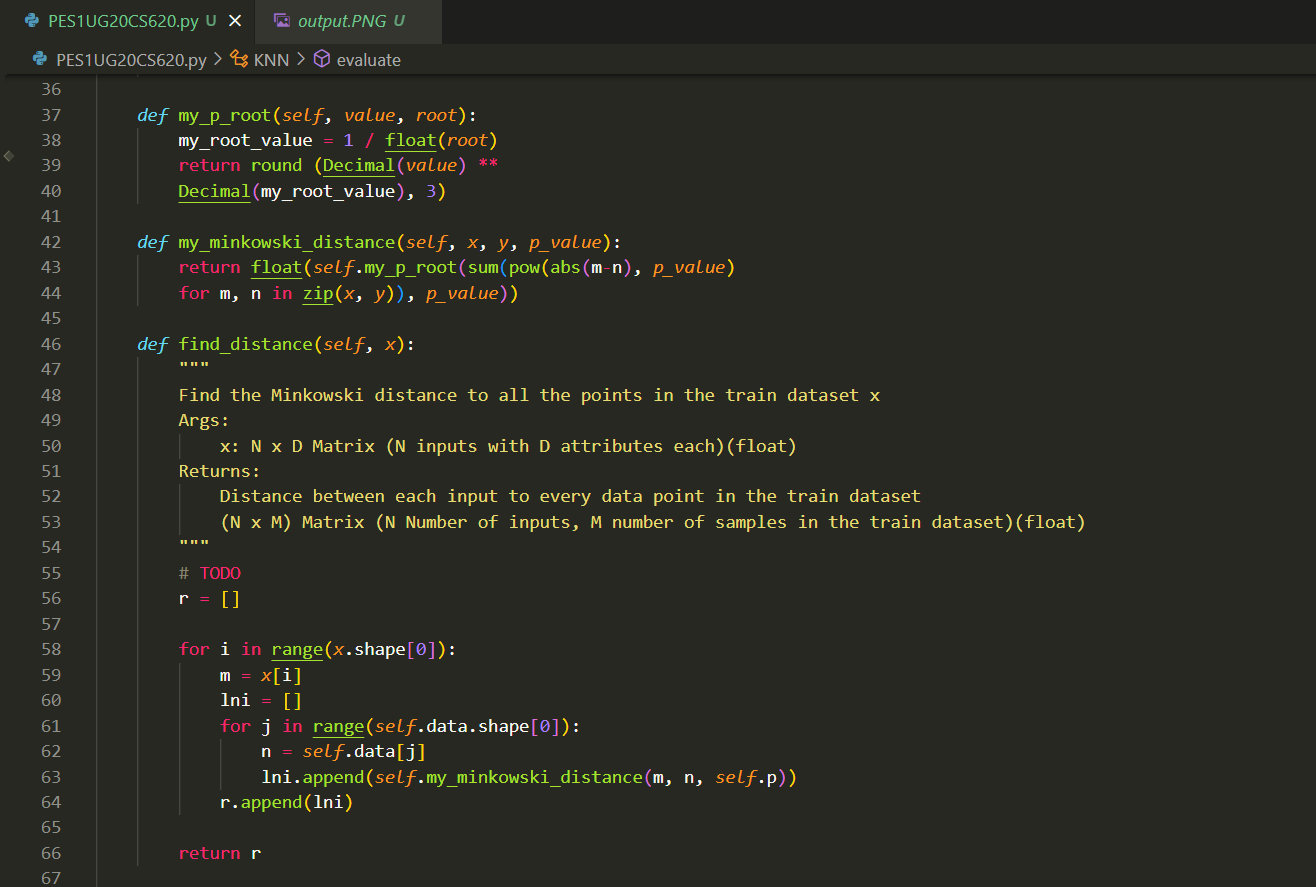 PES1UG20CS620.py U ×
output.PNG U
PES1UG20CS620.py > KNN > evaluate
36
37 def my_p_root(self, value, root):
38 my_root_value = 1 / float(root)
39 return round (Decimal(value) **
40 Decimal(my_root_value), 3)
41
42 def my_minkowski_distance(self, x, y, p_value):
43 return float(self.my_p_root(sum(pow(abs(m-n), p_value)
44 for m, n in zip(x, y)), p_value))
45
46 def find_distance(self, x):
47 """
48 Find the Minkowski distance to all the points in the train dataset x
49 Args:
50 x: N x D Matrix (N inputs with D attributes each)(float)
51 Returns:
52 Distance between each input to every data point in the train dataset
53 (N x M) Matrix (N Number of inputs, M number of samples in the train dataset)(float)
54 """
55 # TODO
56 r = []
57
58 for i in range(x.shape[0]):
59 m = x[i]
60 lni = []
61 for j in range(self.data.shape[0]):
62 n = self.data[j]
63 lni.append(self.my_minkowski_distance(m, n, self.p))
64 r.append(lni)
65
66 return r
67